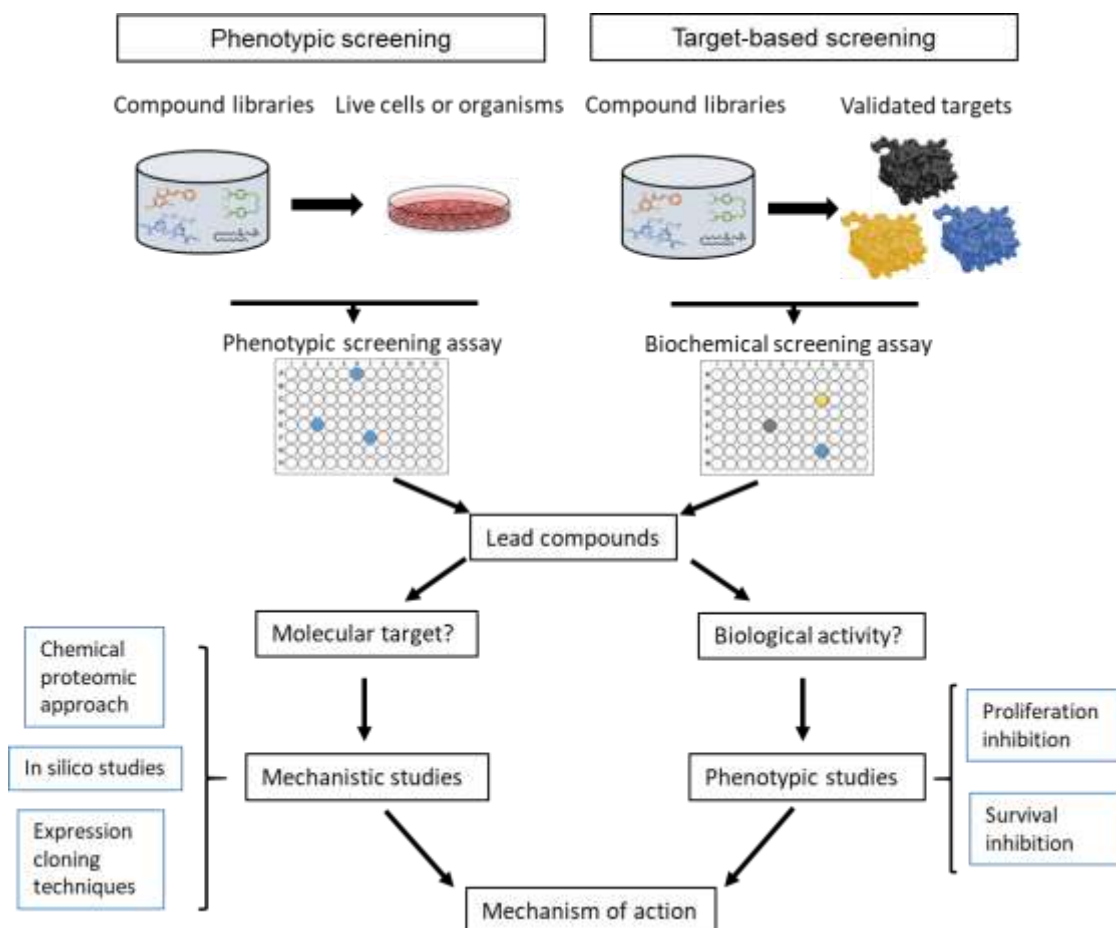 Phenotypic screening
Target-based screening
Compound libraries
Live cells or organisms
Compound libraries
Validated targets
Phenotypic screening assay
Biochemical screening assay
Lead compounds
Molecular target?
Biological activity?
Chemical
proteomic
approach
In silico studies
Expression
cloning
techniques
Mechanistic studies
Phenotypic studies
Proliferation
inhibition
Survival
inhibition
Mechanism of action